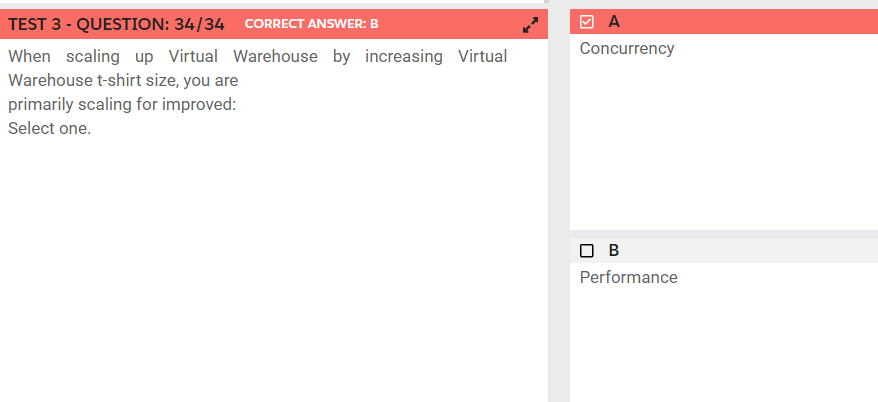 TEST 3 - QUESTION: 34/34 CORRECT ANSWER: B
When scaling up Virtual Warehouse by increasing Virtual
Warehouse t-shirt size, you are
primarily scaling for improved:
Select one.
A
Concurrency
B
Performance